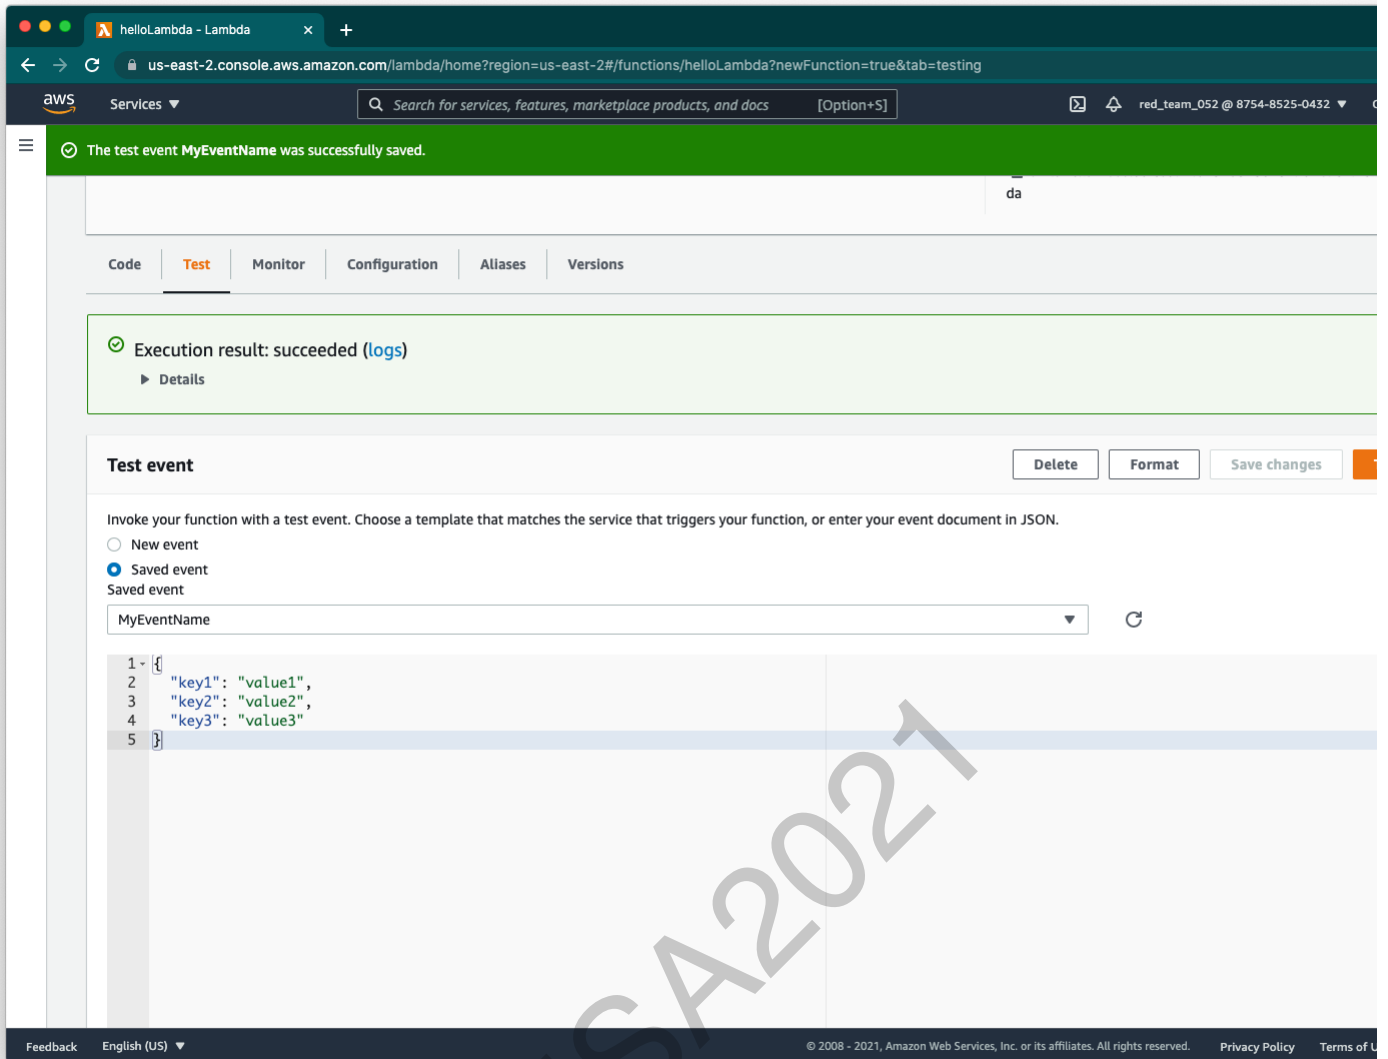 helloLambda - Lambda
us-east-2.console.aws.amazon.com/lambda/home?region=us-east-2#/functions/helloLambda?newFunction=true&tab=testing
aws Services Search for services, features, marketplace products, and docs [Option+S] red_team_052 @ 8754-8525-0432
The test event MyEventName was successfully saved.
da
Code Test Monitor Configuration Aliases Versions
Execution result: succeeded (logs)
Details
Test event Delete Format Save changes
Invoke your function with a test event. Choose a template that matches the service that triggers your function, or enter your event document in JSON.
New event
Saved event
Saved event
MyEventName
1 {
2 "key1": "value1",
3 "key2": "value2",
4 "key3": "value3"
5 }
SA2021
Feedback English (US) © 2008 - 2021, Amazon Web Services, Inc. or its affiliates. All rights reserved. Privacy Policy Terms of